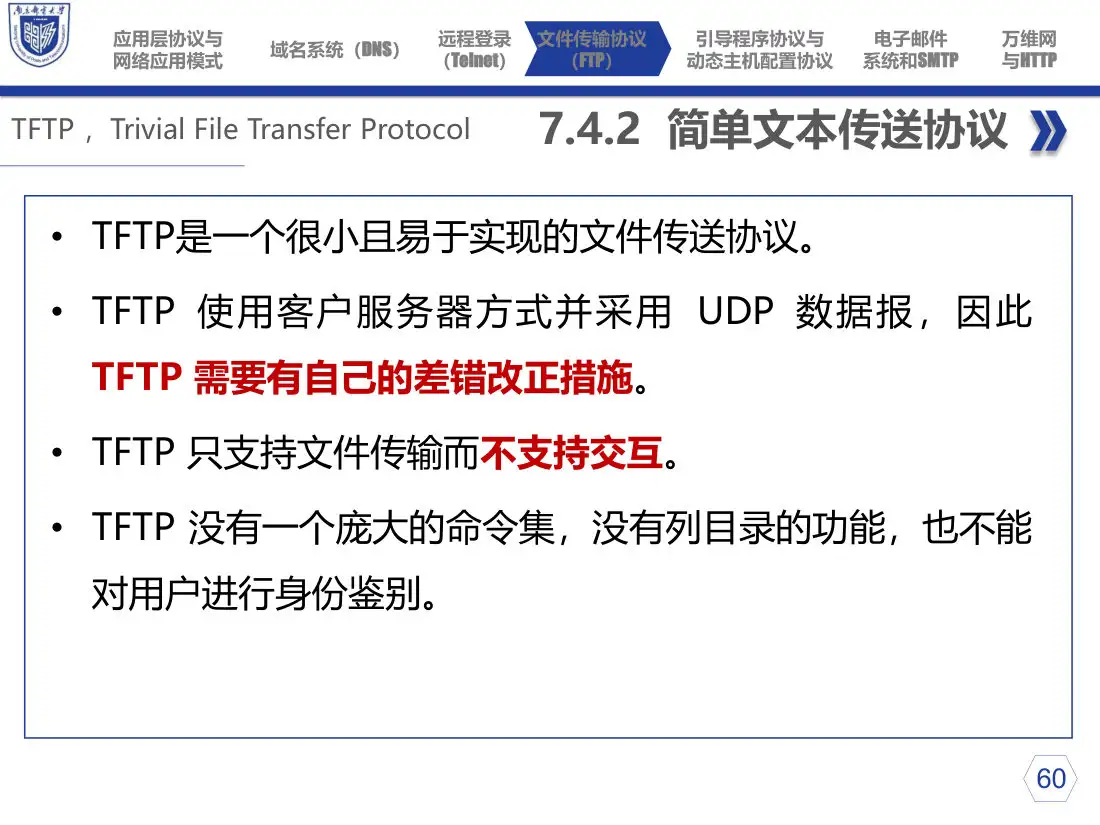 南京邮电大学
应用层协议与
网络应用模式
域名系统（DNS）
远程登录
（Telnet）
文件传输协议
（FTP）
引导程序协议与
动态主机配置协议
电子邮件
系统和SMTP
万维网
与HTTP
TFTP ，Trivial File Transfer Protocol
7.4.2 简单文本传送协议
• TFTP是一个很小且易于实现的文件传送协议。
• TFTP 使用客户服务器方式并采用 UDP 数据报，因此
TFTP 需要有自己的差错改正措施。
• TFTP 只支持文件传输而不支持交互。
• TFTP 没有一个庞大的命令集，没有列目录的功能，也不能
对用户进行身份鉴别。
60